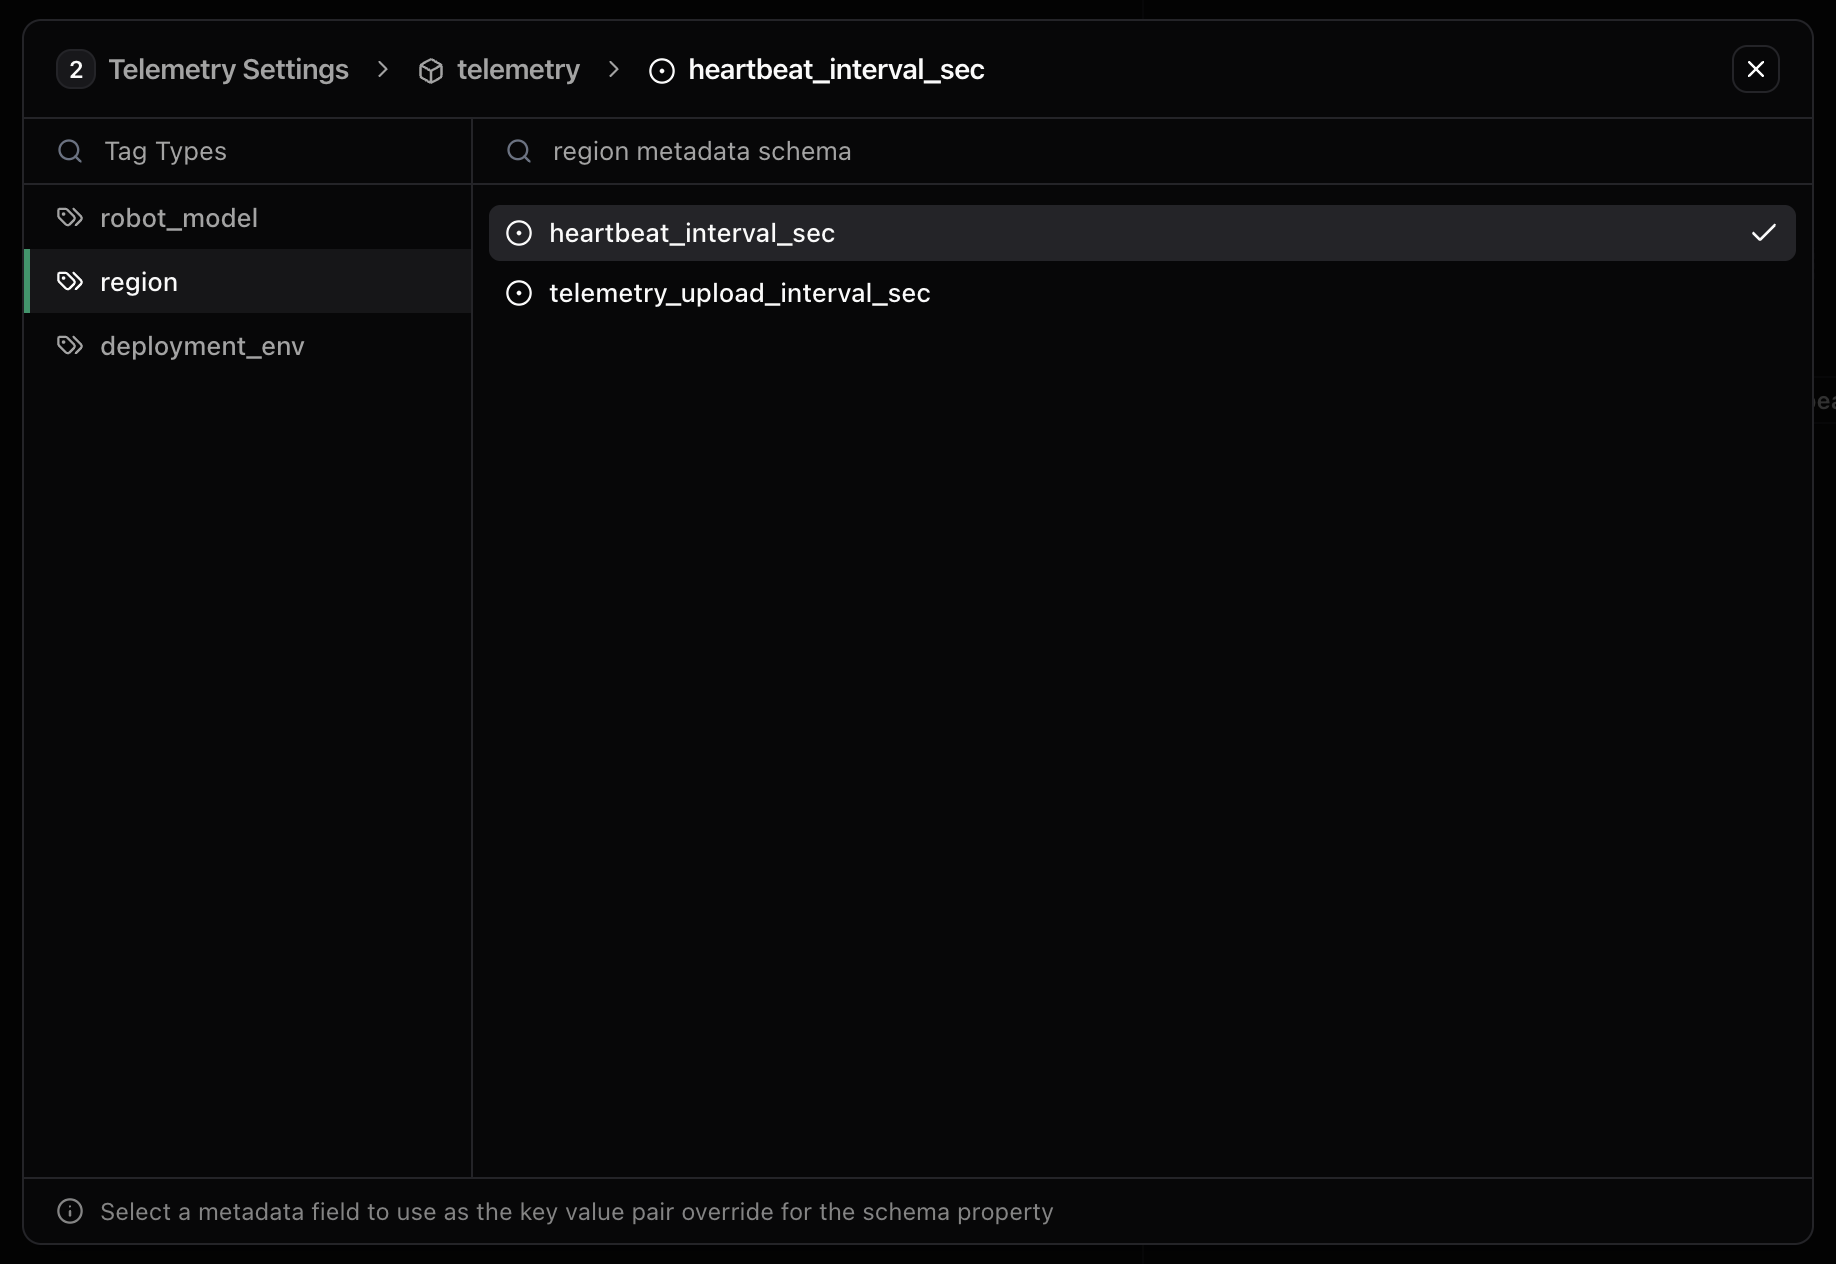 2 Telemetry Settings > telemetry > heartbeat_interval_sec
Tag Types
region metadata schema
robot_model
region
deployment_env
heartbeat_interval_sec
telemetry_upload_interval_sec
Select a metadata field to use as the key value pair override for the schema property